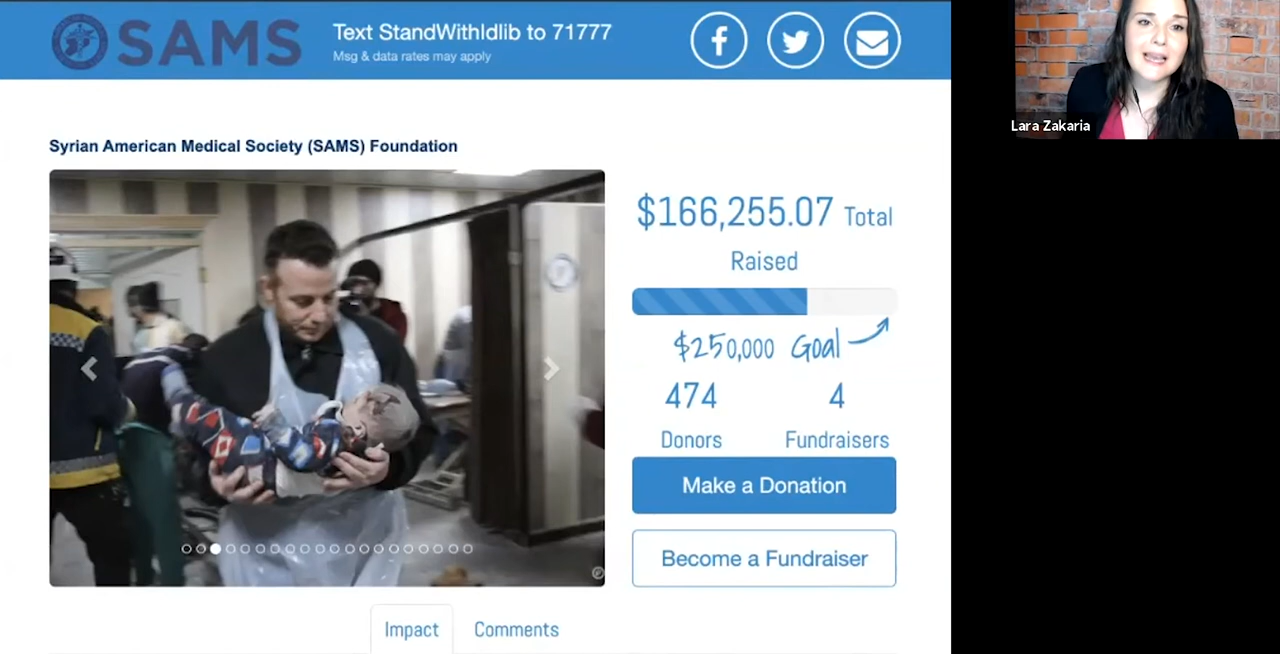 SAMS
Text StandWithIdlib to 71777
Msg & data rates may apply
Lara Zakaria
Syrian American Medical Society (SAMS) Foundation
$166,255.07 Total
Raised
$250,000 Goal
474
4
Donors
Fundraisers
Make a Donation
Become a Fundraiser
Impact
Comments